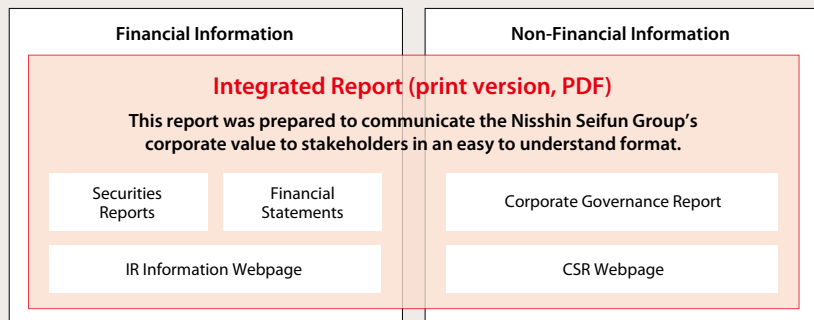 Financial Information
Non-Financial Information
Integrated Report (print version, PDF)
This report was prepared to communicate the Nisshin Seifun Group's
corporate value to stakeholders in an easy to understand format.
Securities
Reports
Financial
Statements
Corporate Governance Report
IR Information Webpage
CSR Webpage